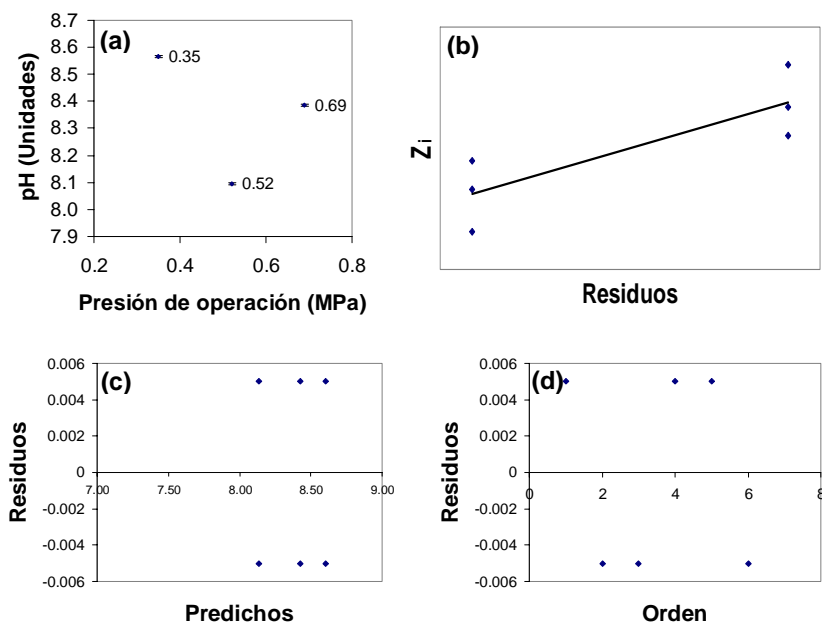 (a)
pH (Unidades)
8.7
8.6
8.5
8.4
8.3
8.2
8.1
8.0
7.9
0.35
0.69
0.52
0.2 0.4 0.6 0.8
Presión de operación (MPa)
(b)
Zi
Residuos
(c)
Residuos
0.006
0.004
0.002
0
-0.002
-0.004
-0.006
7.00 7.50 8.00 8.50 9.00
Predichos
(d)
Residuos
0.006
0.004
0.002
0
-0.002
-0.004
-0.006
0 2 4 6 8
Orden